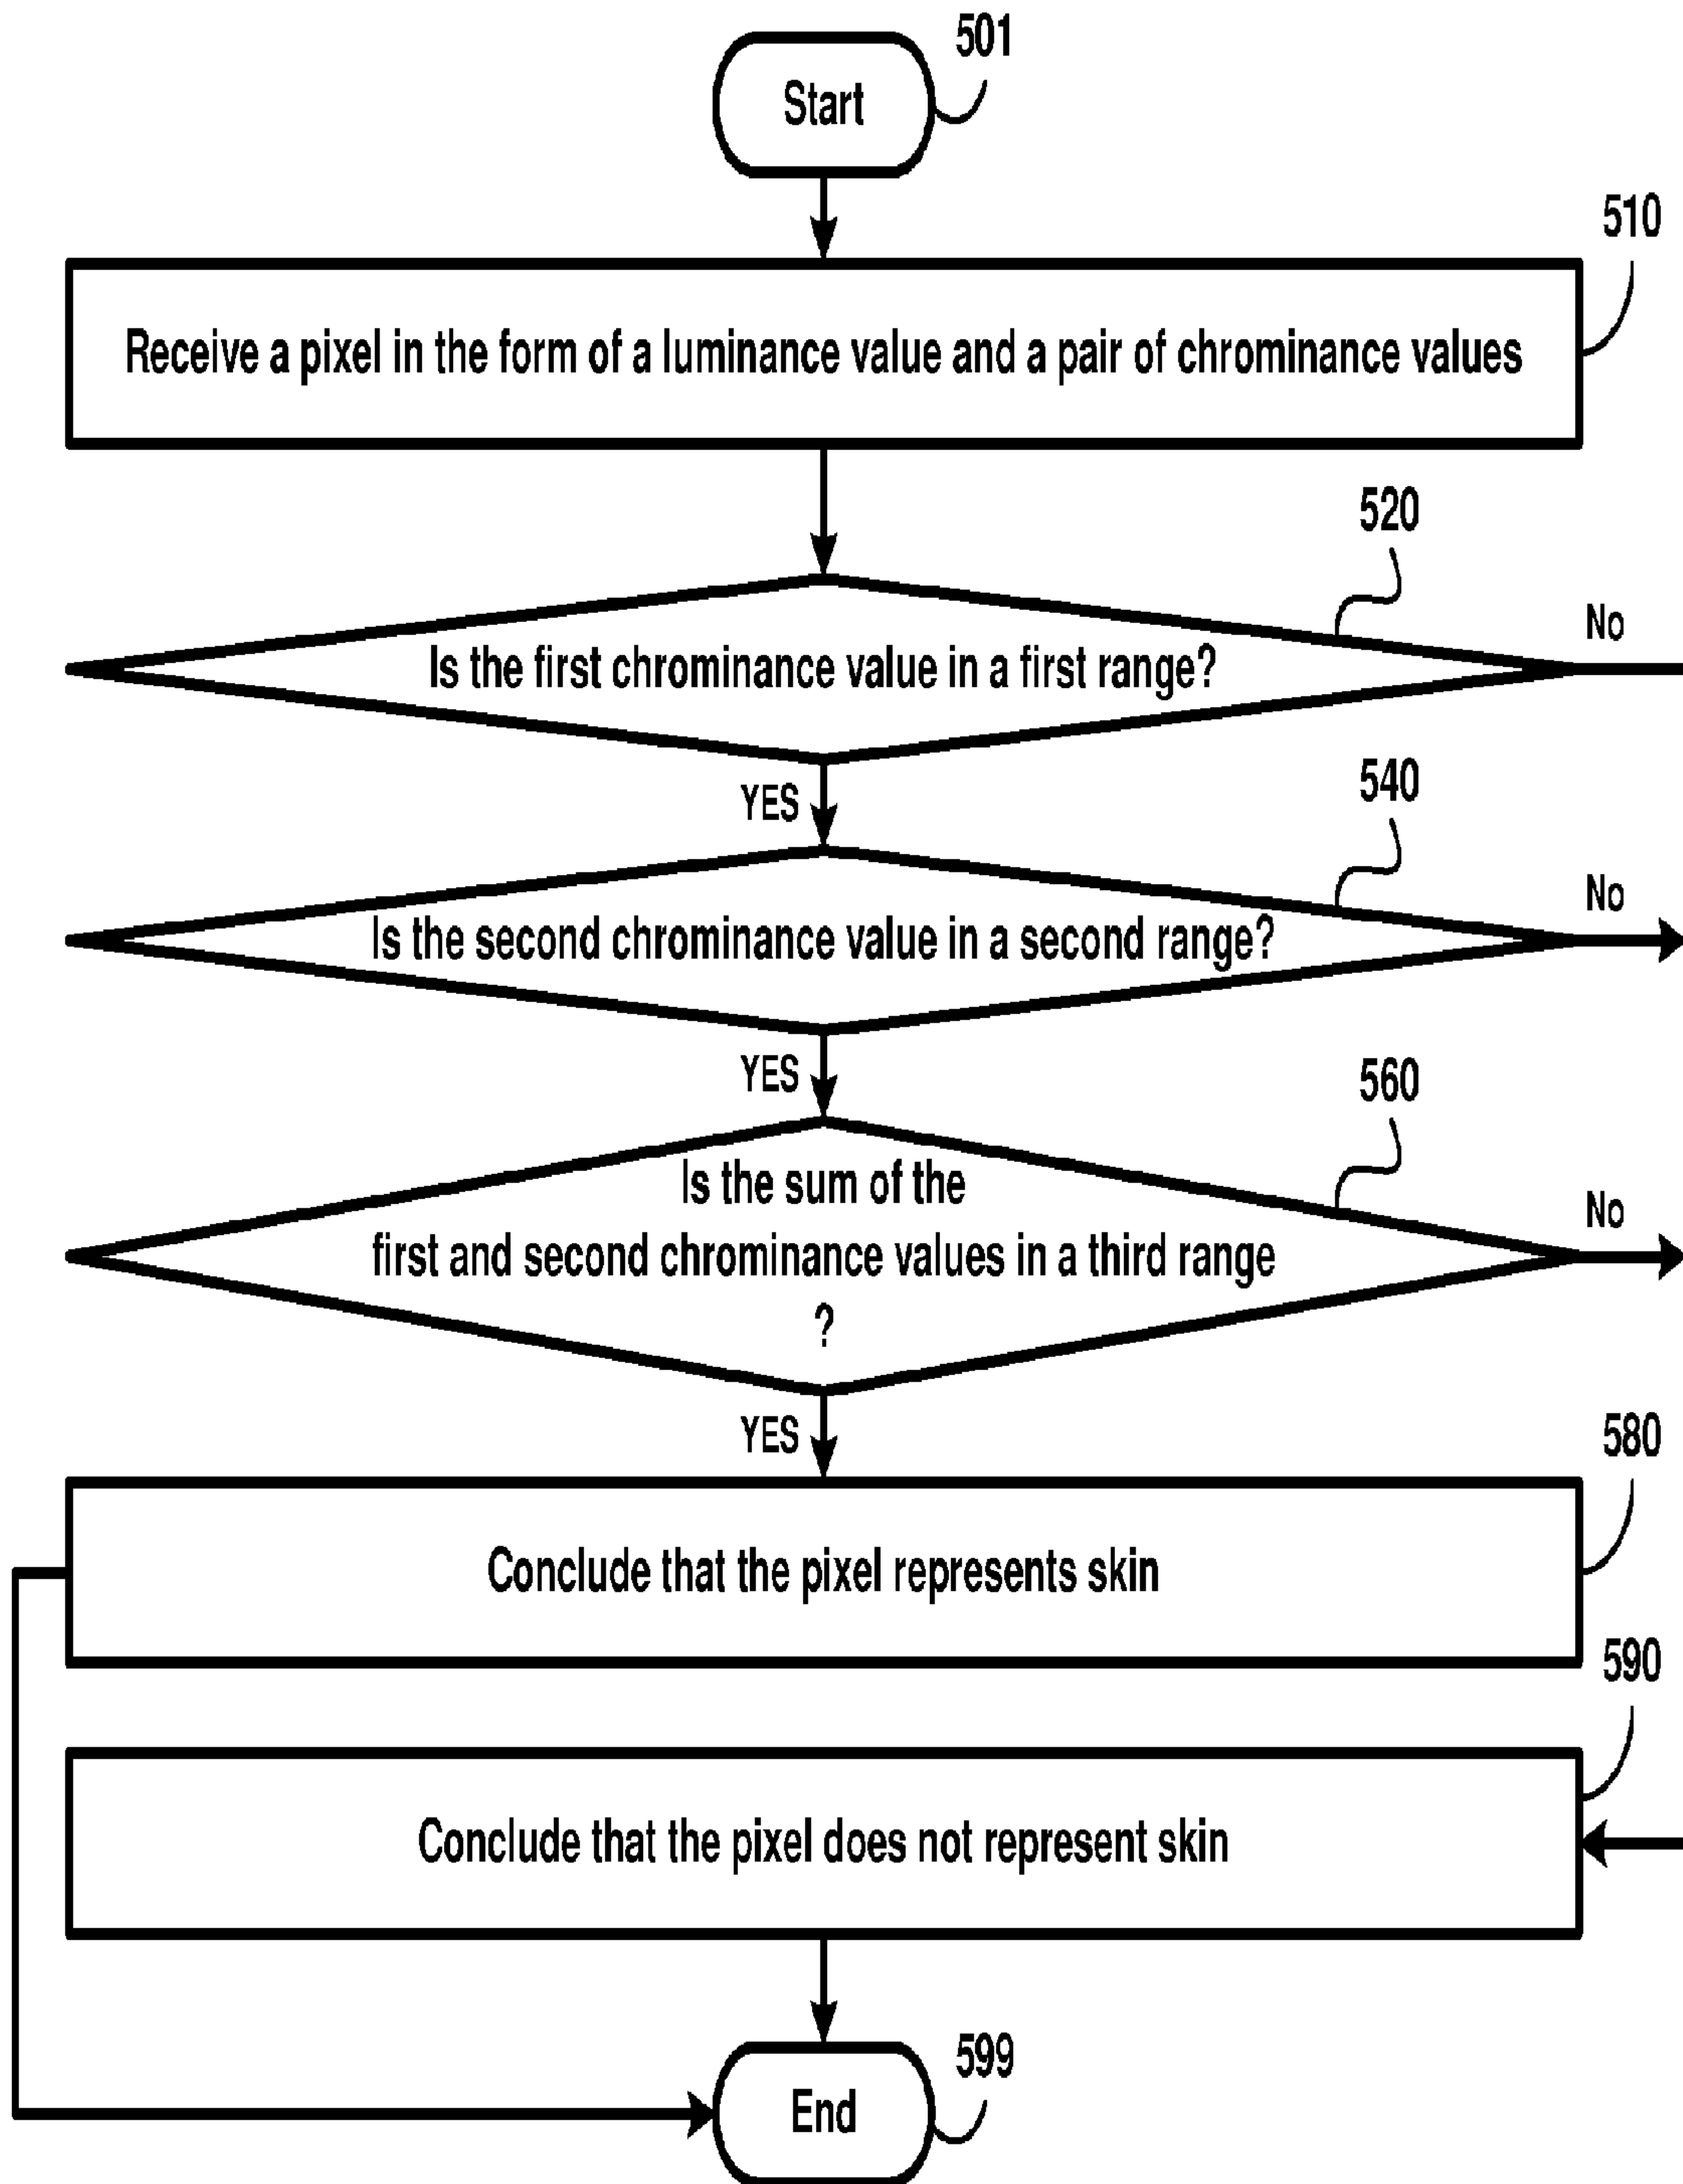 501
Start
510
Receive a pixel in the form of a luminance value and a pair of chrominance values
520
No
Is the first chrominance value in a first range?
YES
540
No
Is the second chrominance value in a second range?
YES
560
Is the sum of the
No
first and second chrominance values in a third range
?
YES
580
Conclude that the pixel represents skin
590
Conclude that the pixel does not represent skin
599
End